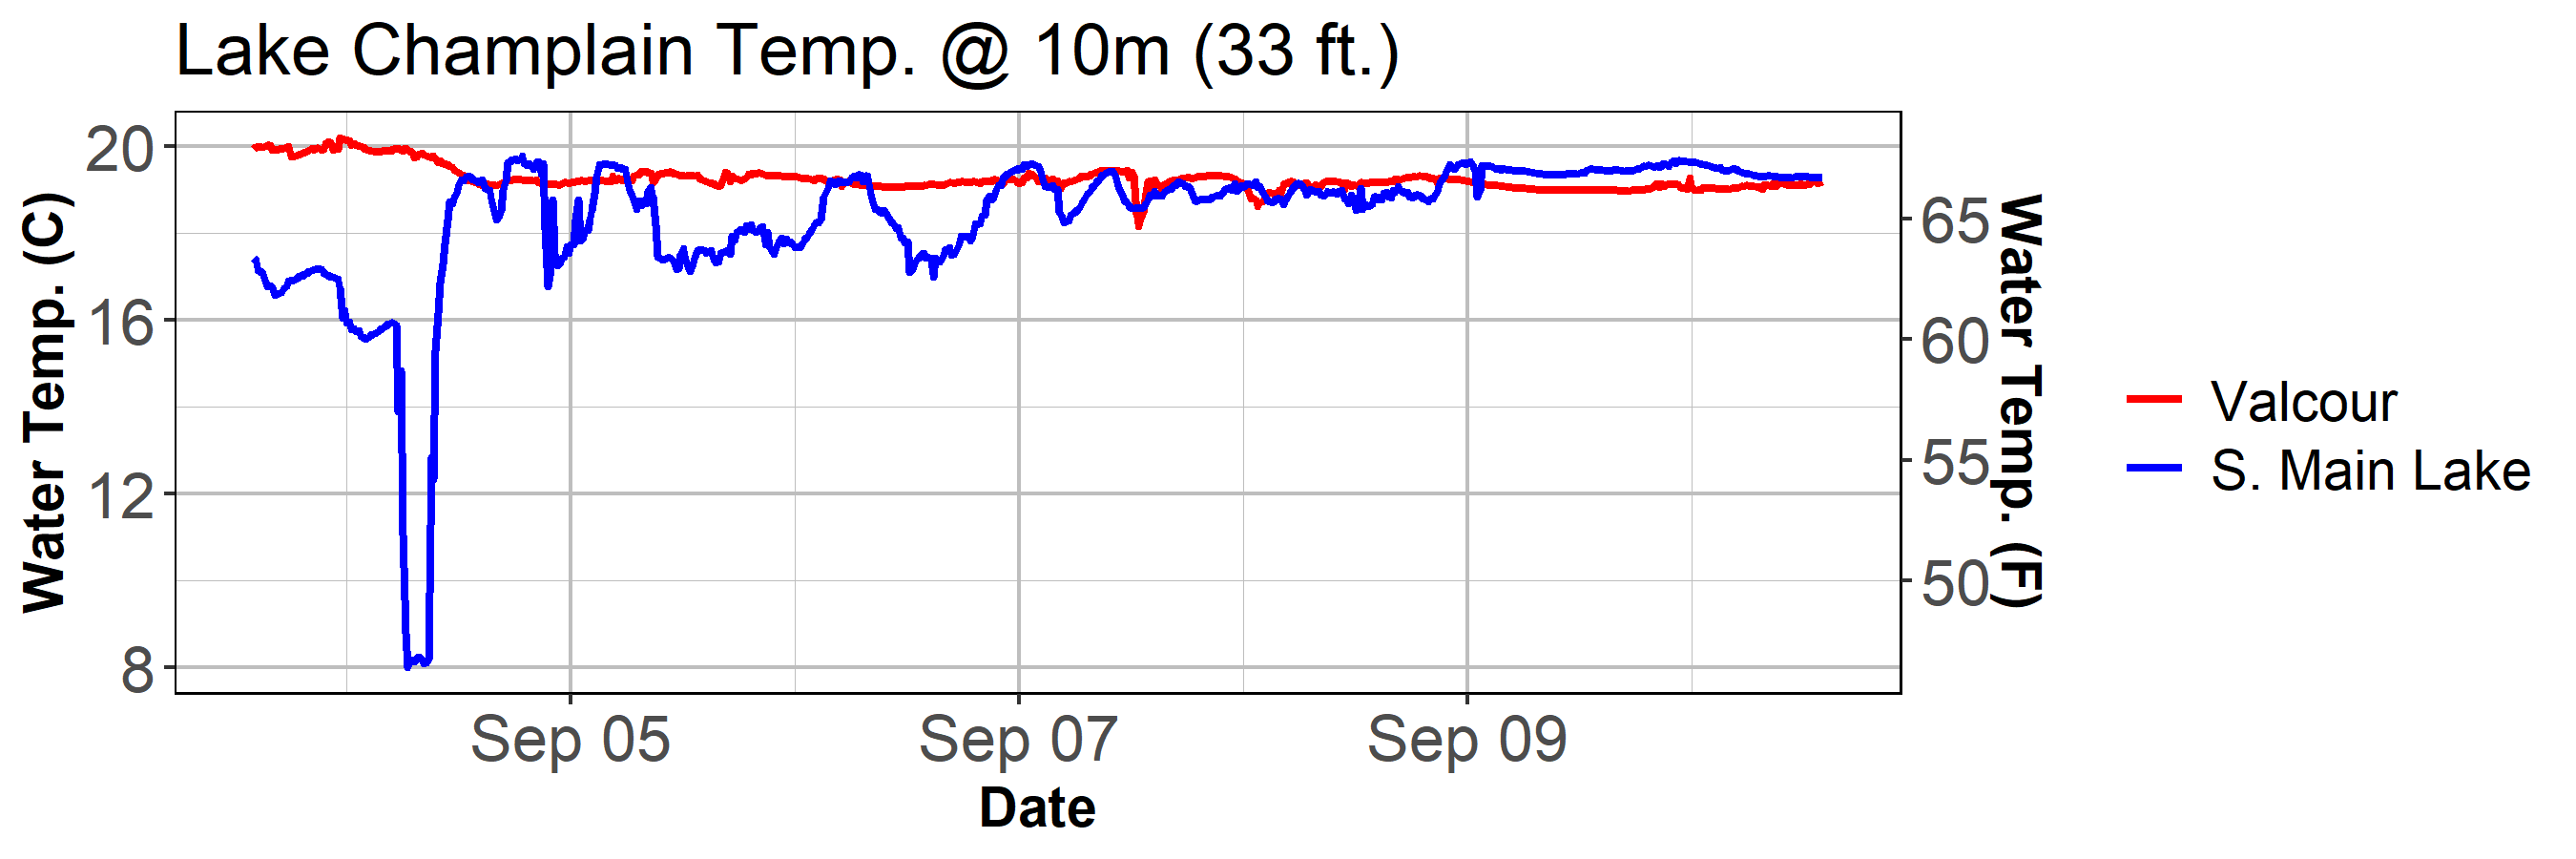 Lake Champlain Temp. @ 10m (33 ft.)
Water Temp. (C)
20
16
12
8
65
60
55
50
Water Temp. (F)
Sep 05
Sep 07
Sep 09
Date
Valcour
S. Main Lake